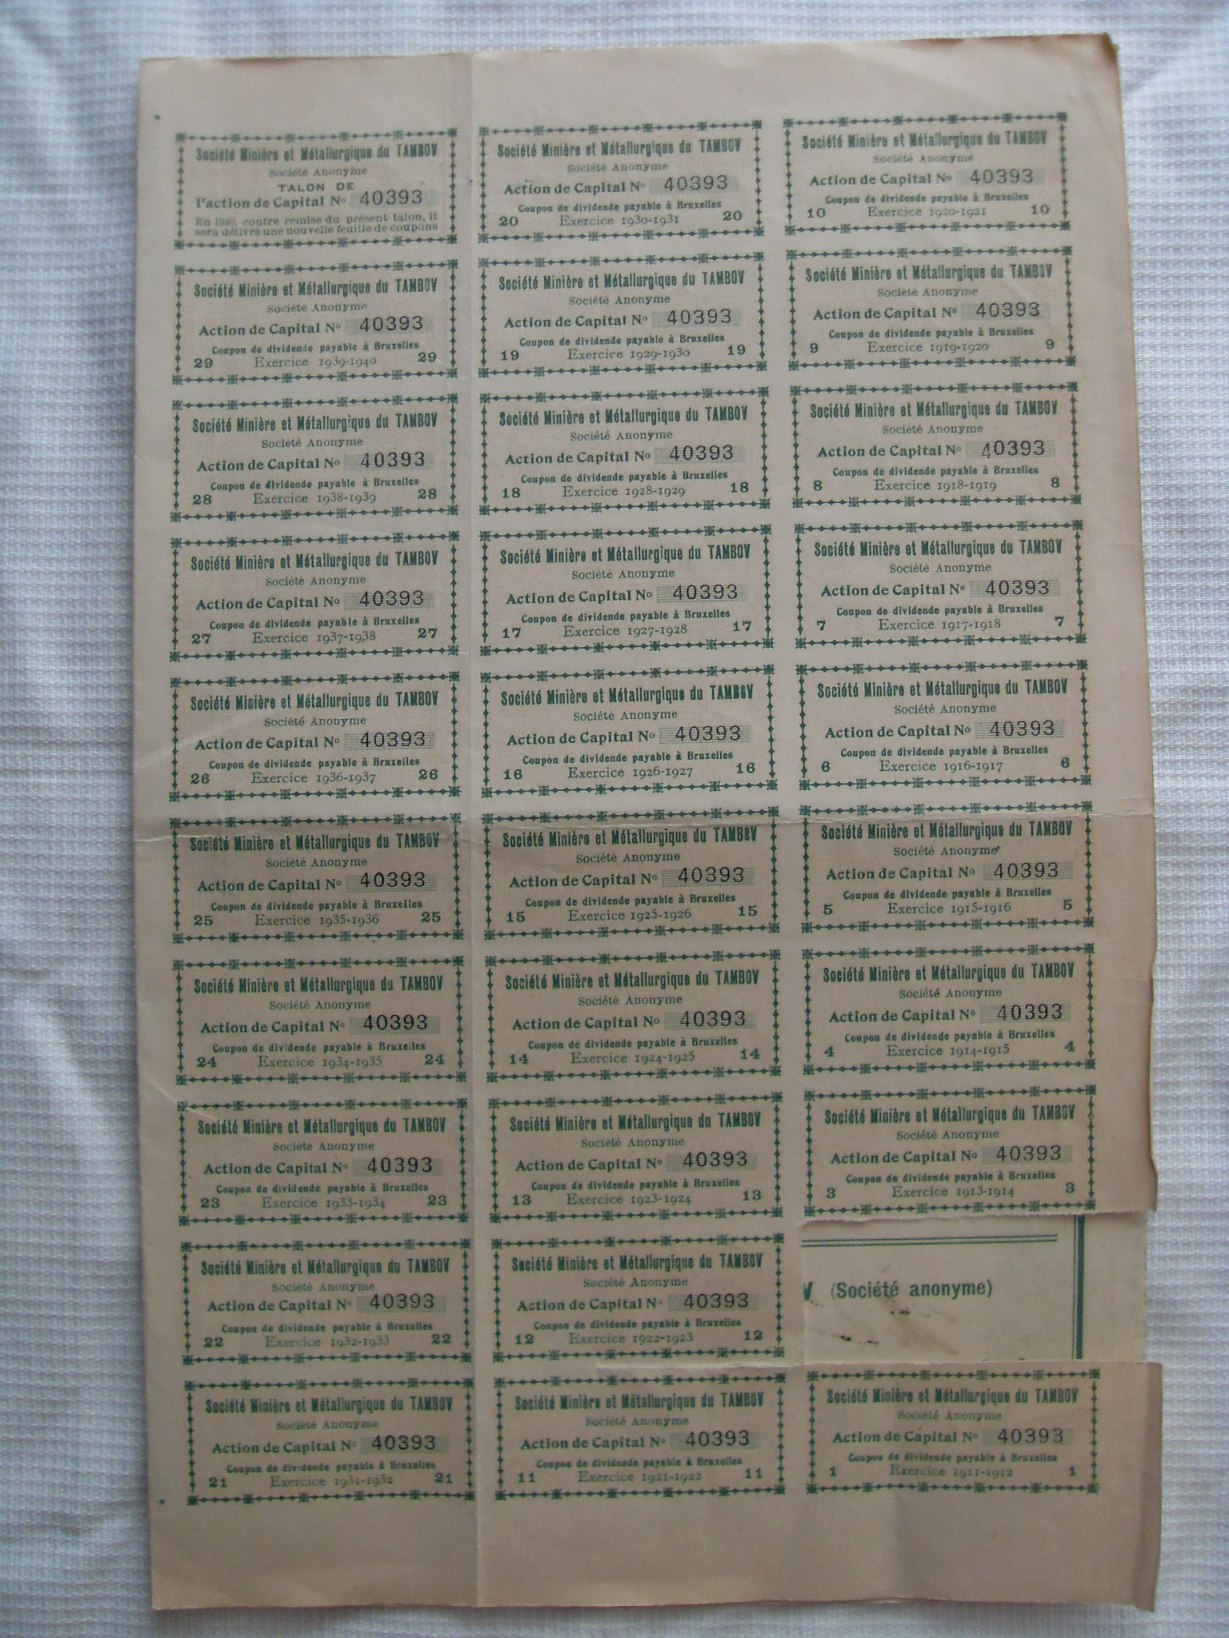 Société Minière et Métallurgique du TAMBOV
Société Anonyme
TALON DE
l'action de Capital Nº 40393
En 1940, contre remise du présent talon, il
sera délivré une nouvelle feuille de coupons
Société Minière et Métallurgique du TAMBOV
Société Anonyme
Action de Capital Nº 40393
Coupon de dividende payable à Bruxelles
29 Exercice 1939-1940 29
Société Minière et Métallurgique du TAMBOV
Société Anonyme
Action de Capital Nº 40393
Coupon de dividende payable à Bruxelles
28 Exercice 1938-1939 28
Société Minière et Métallurgique du TAMBOV
Société Anonyme
Action de Capital Nº 40393
Coupon de dividende payable à Bruxelles
27 Exercice 1937-1938 27
Société Minière et Métallurgique du TAMBOV
Société Anonyme
Action de Capital Nº 40393
Coupon de dividende payable à Bruxelles
26 Exercice 1936-1937 26
Société Minière et Métallurgique du TAMBOV
Société Anonyme
Action de Capital Nº 40393
Coupon de dividende payable à Bruxelles
25 Exercice 1935-1936 25
Société Minière et Métallurgique du TAMBOV
Société Anonyme
Action de Capital Nº 40393
Coupon de dividende payable à Bruxelles
24 Exercice 1934-1935 24
Société Minière et Métallurgique du TAMBOV
Société Anonyme
Action de Capital Nº 40393
Coupon de dividende payable à Bruxelles
23 Exercice 1933-1934 23
Société Minière et Métallurgique du TAMBOV
Société Anonyme
Action de Capital Nº 40393
Coupon de dividende payable à Bruxelles
22 Exercice 1932-1933 22
Société Minière et Métallurgique du TAMBOV
Société Anonyme
Action de Capital Nº 40393
Coupon de dividende payable à Bruxelles
21 Exercice 1931-1932 21
Société Minière et Métallurgique du TAMBOV
Société Anonyme
Action de Capital Nº 40393
Coupon de dividende payable à Bruxelles
20 Exercice 1930-1931 20
Société Minière et Métallurgique du TAMBOV
Société Anonyme
Action de Capital Nº 40393
Coupon de dividende payable à Bruxelles
19 Exercice 1929-1930 19
Société Minière et Métallurgique du TAMBOV
Société Anonyme
Action de Capital Nº 40393
Coupon de dividende payable à Bruxelles
18 Exercice 1928-1929 18
Société Minière et Métallurgique du TAMBOV
Société Anonyme
Action de Capital Nº 40393
Coupon de dividende payable à Bruxelles
17 Exercice 1927-1928 17
Société Minière et Métallurgique du TAMBOV
Société Anonyme
Action de Capital Nº 40393
Coupon de dividende payable à Bruxelles
16 Exercice 1926-1927 16
Société Minière et Métallurgique du TAMBOV
Société Anonyme
Action de Capital Nº 40393
Coupon de dividende payable à Bruxelles
15 Exercice 1925-1926 15
Société Minière et Métallurgique du TAMBOV
Société Anonyme
Action de Capital Nº 40393
Coupon de dividende payable à Bruxelles
14 Exercice 1924-1925 14
Société Minière et Métallurgique du TAMBOV
Société Anonyme
Action de Capital Nº 40393
Coupon de dividende payable à Bruxelles
13 Exercice 1923-1924 13
Société Minière et Métallurgique du TAMBOV
Société Anonyme
Action de Capital Nº 40393
Coupon de dividende payable à Bruxelles
12 Exercice 1922-1923 12
Société Minière et Métallurgique du TAMBOV
Société Anonyme
Action de Capital Nº 40393
Coupon de dividende payable à Bruxelles
11 Exercice 1921-1922 11
Société Minière et Métallurgique du TAMBOV
Société Anonyme
Action de Capital Nº 40393
Coupon de dividende payable à Bruxelles
10 Exercice 1920-1921 10
Société Minière et Métallurgique du TAMBOV
Société Anonyme
Action de Capital Nº 40393
Coupon de dividende payable à Bruxelles
9 Exercice 1919-1920 9
Société Minière et Métallurgique du TAMBOV
Société Anonyme
Action de Capital Nº 40393
Coupon de dividende payable à Bruxelles
8 Exercice 1918-1919 8
Société Minière et Métallurgique du TAMBOV
Société Anonyme
Action de Capital Nº 40393
Coupon de dividende payable à Bruxelles
7 Exercice 1917-1918 7
Société Minière et Métallurgique du TAMBOV
Société Anonyme
Action de Capital Nº 40393
Coupon de dividende payable à Bruxelles
6 Exercice 1916-1917 6
Société Minière et Métallurgique du TAMBOV
Société Anonyme
Action de Capital Nº 40393
Coupon de dividende payable à Bruxelles
5 Exercice 1915-1916 5
Société Minière et Métallurgique du TAMBOV
Société Anonyme
Action de Capital Nº 40393
Coupon de dividende payable à Bruxelles
4 Exercice 1914-1915 4
Société Minière et Métallurgique du TAMBOV
Société Anonyme
Action de Capital Nº 40393
Coupon de dividende payable à Bruxelles
3 Exercice 1913-1914 3
V (Société anonyme)
Société Minière et Métallurgique du TAMBOV
Société Anonyme
Action de Capital Nº 40393
Coupon de dividende payable à Bruxelles
1 Exercice 1911-1912 1